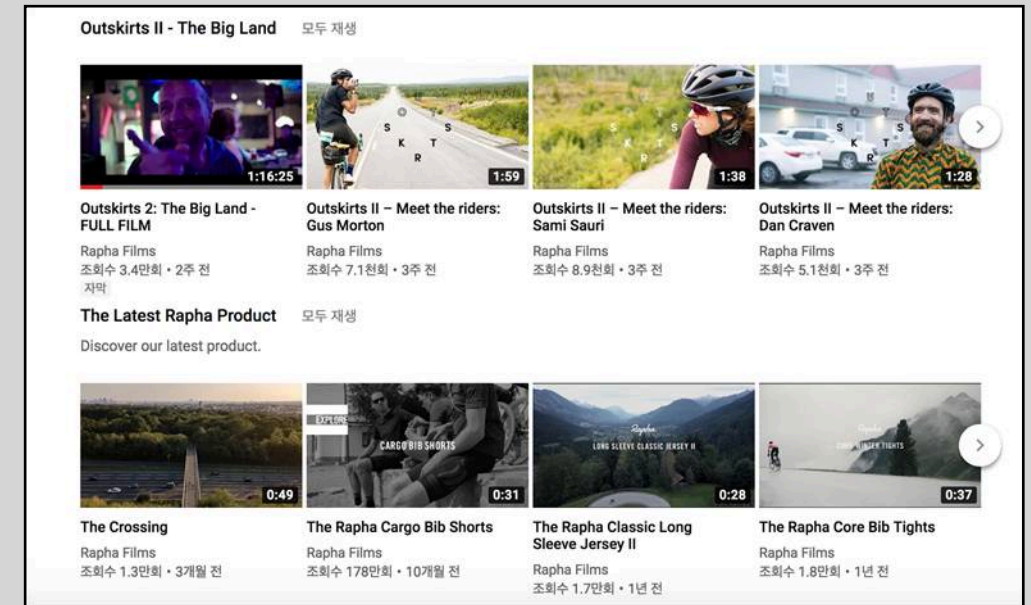 Outskirts II - The Big Land 모두 재생
1:16:25
S T S
K T
R
1:59
S S
K T
R
1:38
S S
K T
R
1:28
Outskirts 2: The Big Land -
FULL FILM
Rapha Films
조회수 3.4만회 • 2주 전
자막
Outskirts II – Meet the riders:
Gus Morton
Rapha Films
조회수 7.1천회 • 3주 전
Outskirts II – Meet the riders:
Sami Sauri
Rapha Films
조회수 8.9천회 • 3주 전
Outskirts II – Meet the riders:
Dan Craven
Rapha Films
조회수 5.1천회 • 3주 전
The Latest Rapha Product 모두 재생
Discover our latest product.
0:49
EXPLORE
CARGO BIB SHORTS
0:31
Rapha
LONG SLEEVE CLASSIC JERSEY II
0:28
Rapha
CORE WINTER TIGHTS
0:37
The Crossing
Rapha Films
조회수 1.3만회 • 3개월 전
The Rapha Cargo Bib Shorts
Rapha Films
조회수 178만회 • 10개월 전
The Rapha Classic Long
Sleeve Jersey II
Rapha Films
조회수 1.7만회 • 1년 전
The Rapha Core Bib Tights
Rapha Films
조회수 1.8만회 • 1년 전